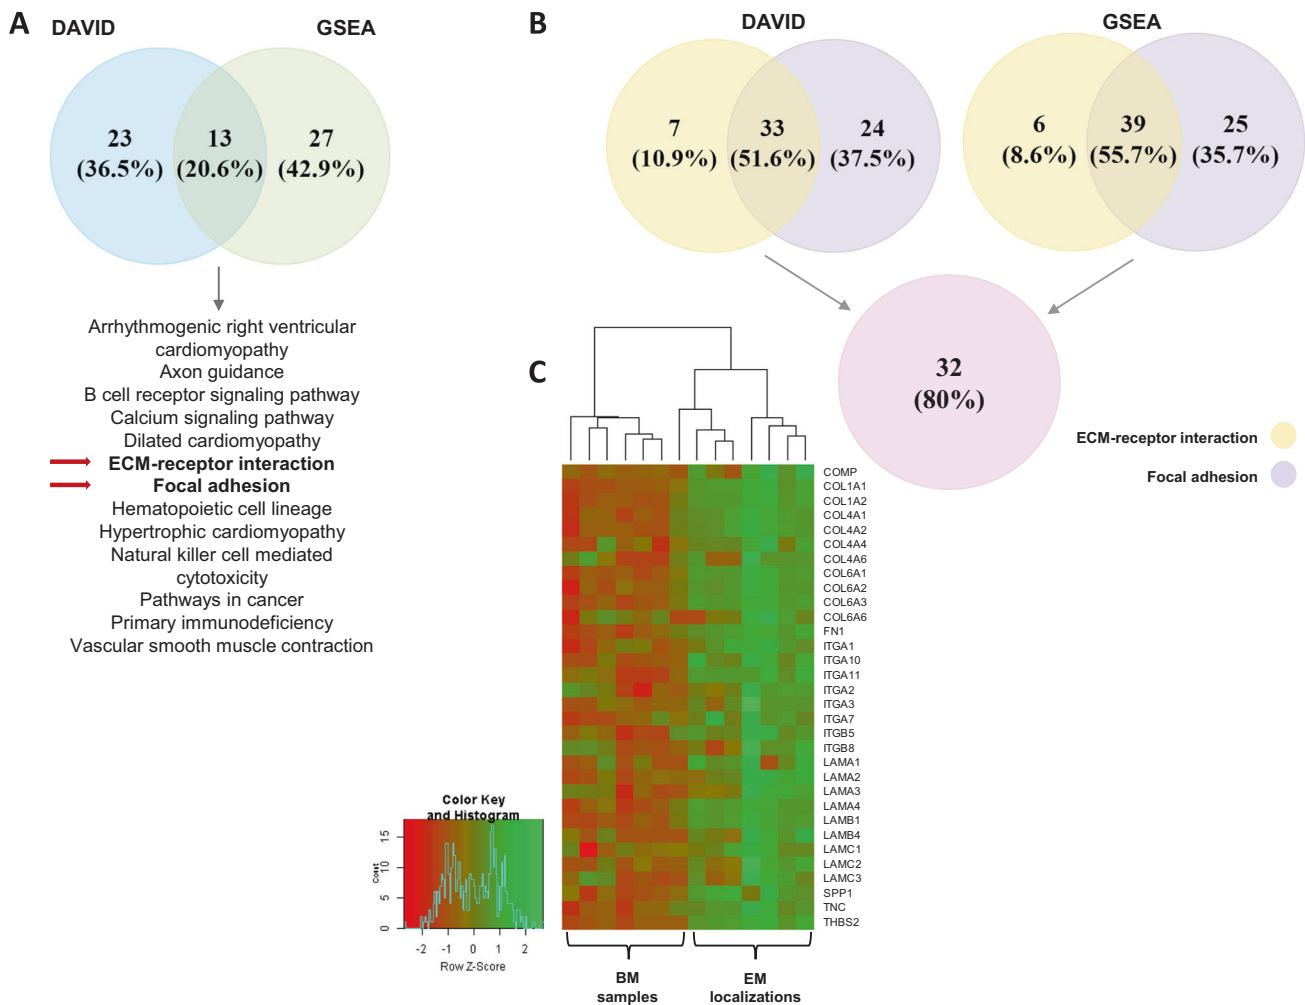 A
DAVID
GSEA
23
(36.5%)
13
(20.6%)
27
(42.9%)
Arrhythmogenic right ventricular
cardiomyopathy
Axon guidance
B cell receptor signaling pathway
Calcium signaling pathway
Dilated cardiomyopathy
ECM-receptor interaction
Focal adhesion
Hematopoietic cell lineage
Hypertrophic cardiomyopathy
Natural killer cell mediated
cytotoxicity
Pathways in cancer
Primary immunodeficiency
Vascular smooth muscle contraction
B
DAVID
GSEA
7
(10.9%)
33
(51.6%)
24
(37.5%)
6
(8.6%)
39
(55.7%)
25
(35.7%)
32
(80%)
ECM-receptor interaction
Focal adhesion
C
COMP
COL1A1
COL1A2
COL4A1
COL4A2
COL4A4
COL4A6
COL6A1
COL6A2
COL6A3
COL6A6
FN1
ITGA1
ITGA10
ITGA11
ITGA2
ITGA3
ITGA7
ITGB5
ITGB8
LAMA1
LAMA2
LAMA3
LAMA4
LAMB1
LAMB4
LAMC1
LAMC2
LAMC3
SPP1
TNC
THBS2
BM
samples
EM
localizations
Color Key
and Histogram
Count
15
10
5
0
-2 -1 0 1 2
Row Z-Score